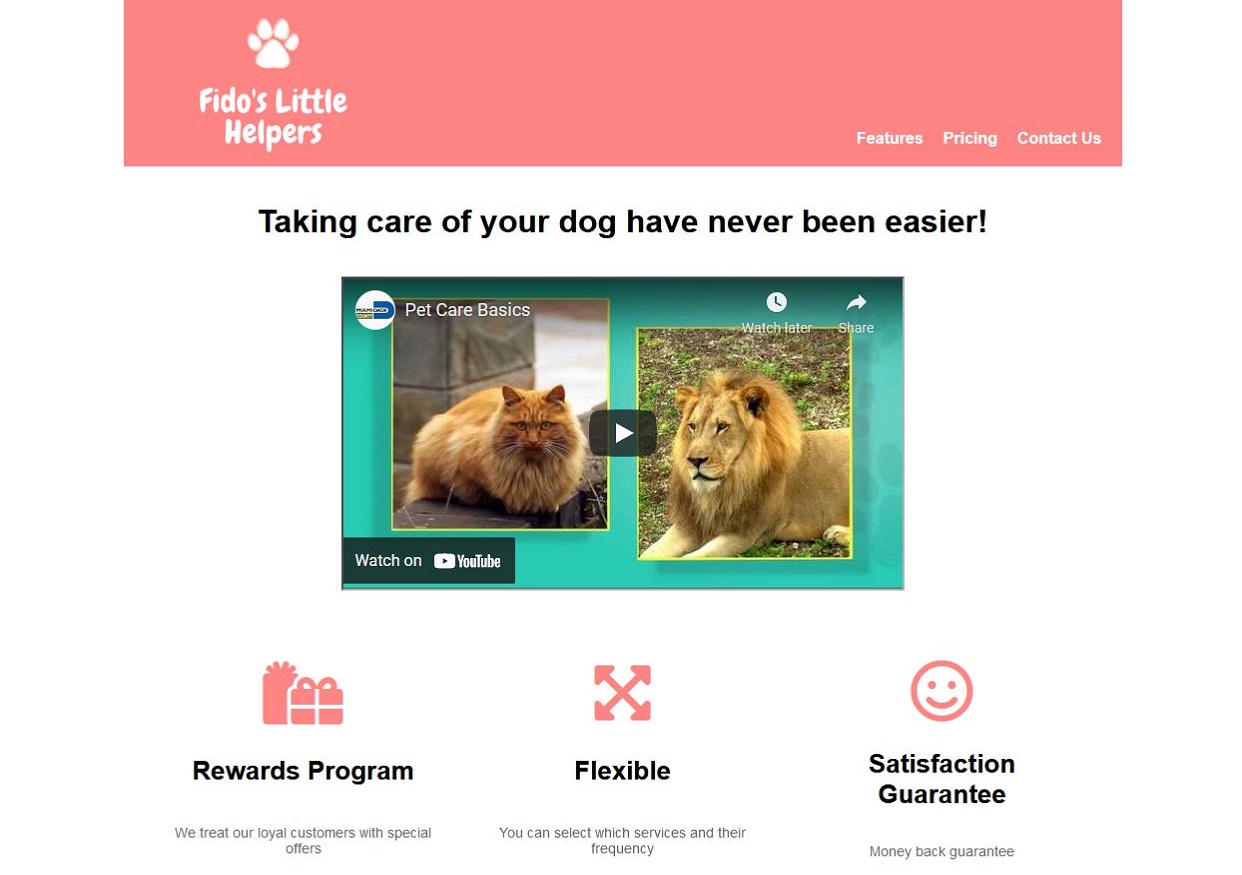 Fido's Little
Helpers
Features Pricing Contact Us
Taking care of your dog have never been easier!
MIAMI-DADE
COUNTY
Pet Care Basics
Watch later Share
Watch on YouTube
Rewards Program
Flexible
Satisfaction
Guarantee
We treat our loyal customers with special
offers
You can select which services and their
frequency
Money back guarantee